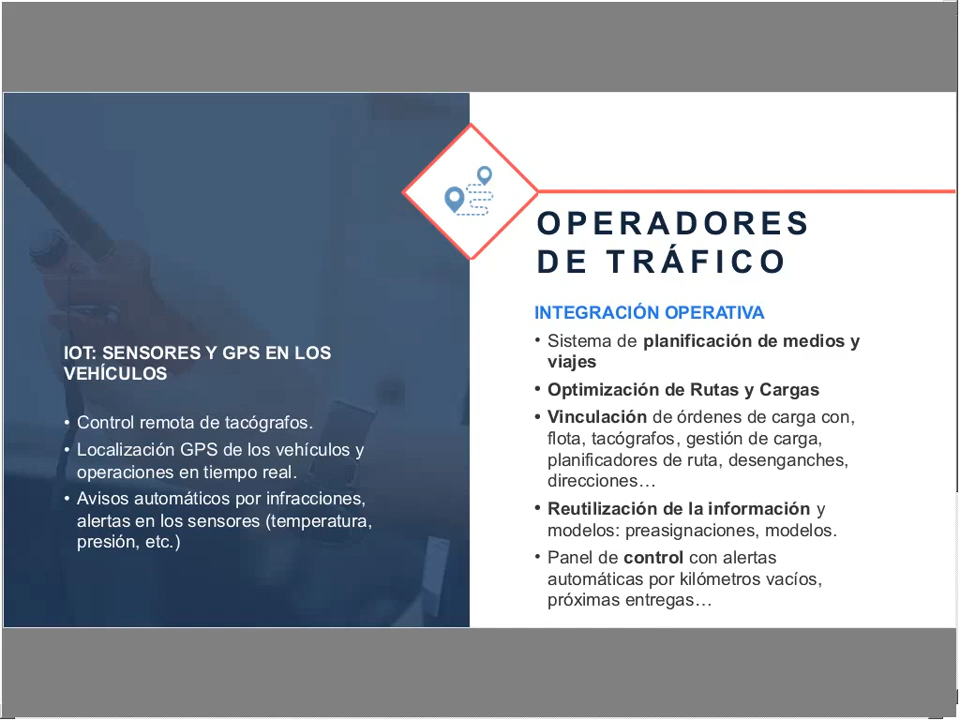 OPERADORES
DE TRÁFICO
IOT: SENSORES Y GPS EN LOS
VEHÍCULOS
• Control remota de tacógrafos.
• Localización GPS de los vehículos y
operaciones en tiempo real.
• Avisos automáticos por infracciones,
alertas en los sensores (temperatura,
presión, etc.)
INTEGRACIÓN OPERATIVA
• Sistema de planificación de medios y
viajes
• Optimización de Rutas y Cargas
• Vinculación de órdenes de carga con,
flota, tacógrafos, gestión de carga,
planificadores de ruta, desenganches,
direcciones…
• Reutilización de la información y
modelos: preasignaciones, modelos.
• Panel de control con alertas
automáticas por kilómetros vacíos,
próximas entregas…